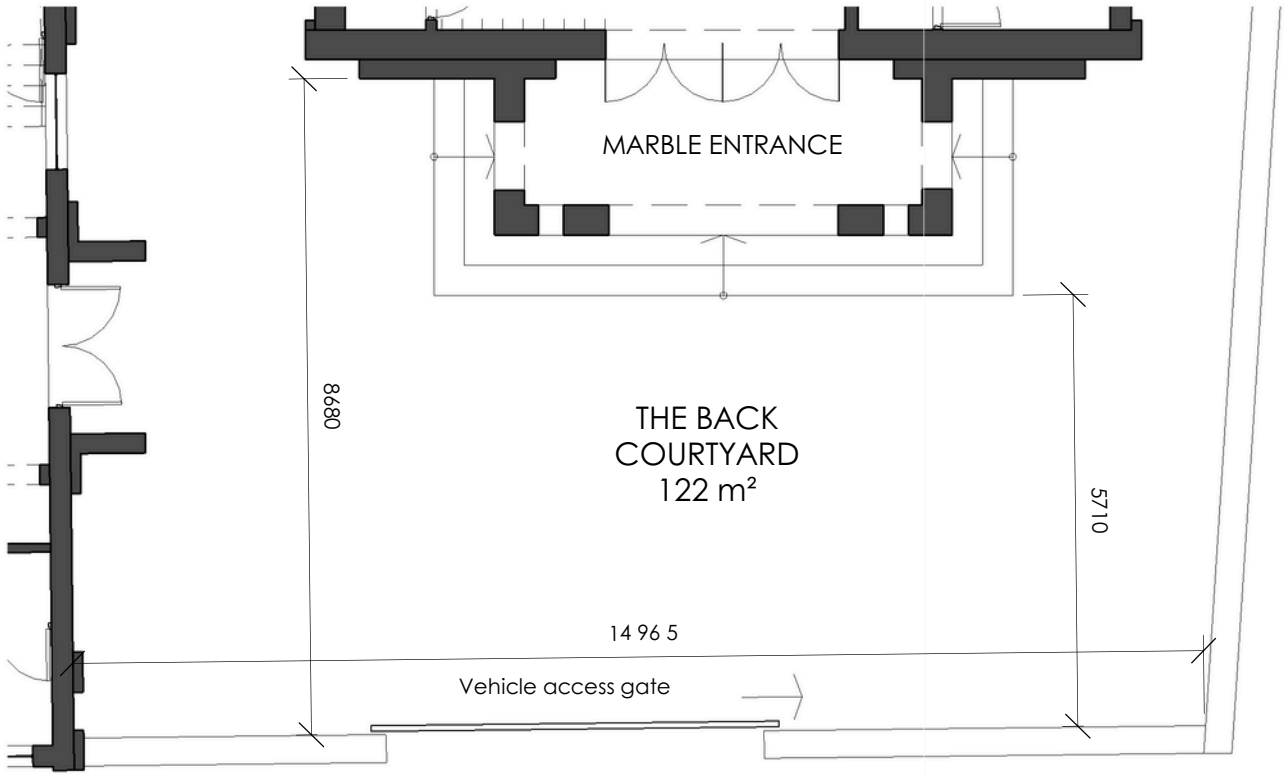 MARBLE ENTRANCE
8680
THE BACK
COURTYARD
122 m²
5710
14 96 5
Vehicle access gate